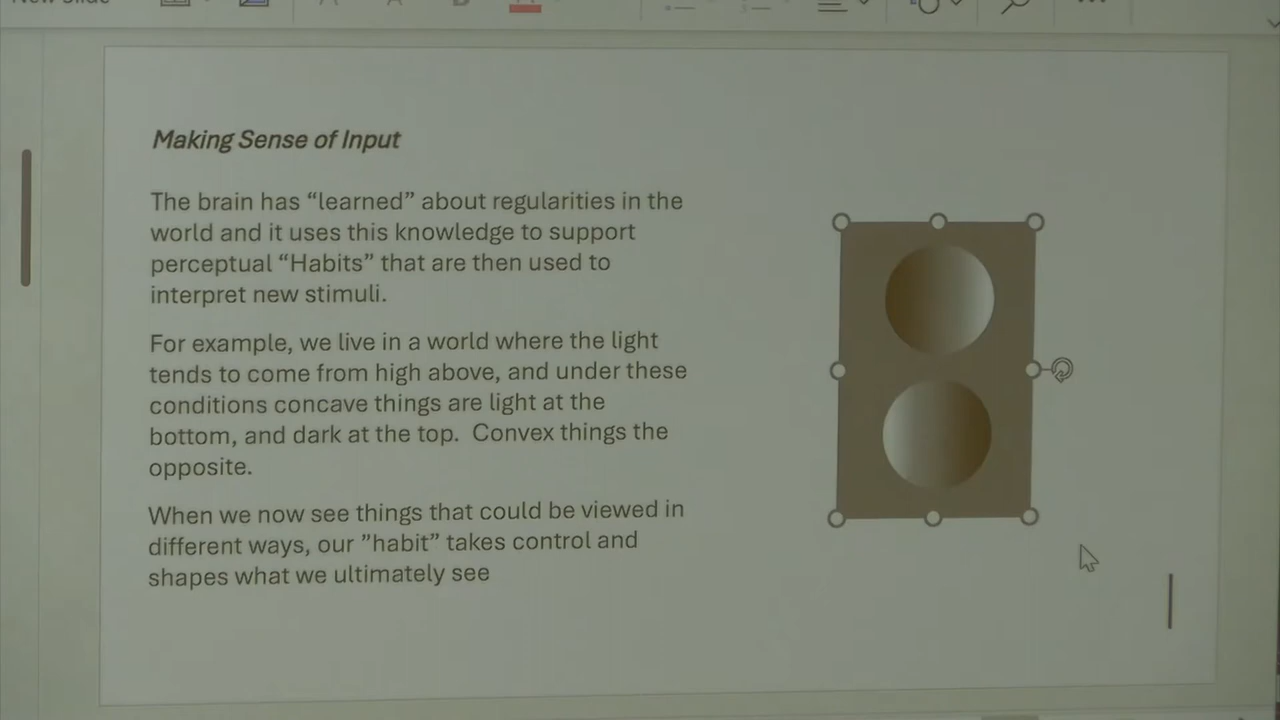 New Slide
Making Sense of Input
The brain has “learned” about regularities in the
world and it uses this knowledge to support
perceptual “Habits” that are then used to
interpret new stimuli.
For example, we live in a world where the light
tends to come from high above, and under these
conditions concave things are light at the
bottom, and dark at the top.  Convex things the
opposite.
When we now see things that could be viewed in
different ways, our ”habit” takes control and
shapes what we ultimately see